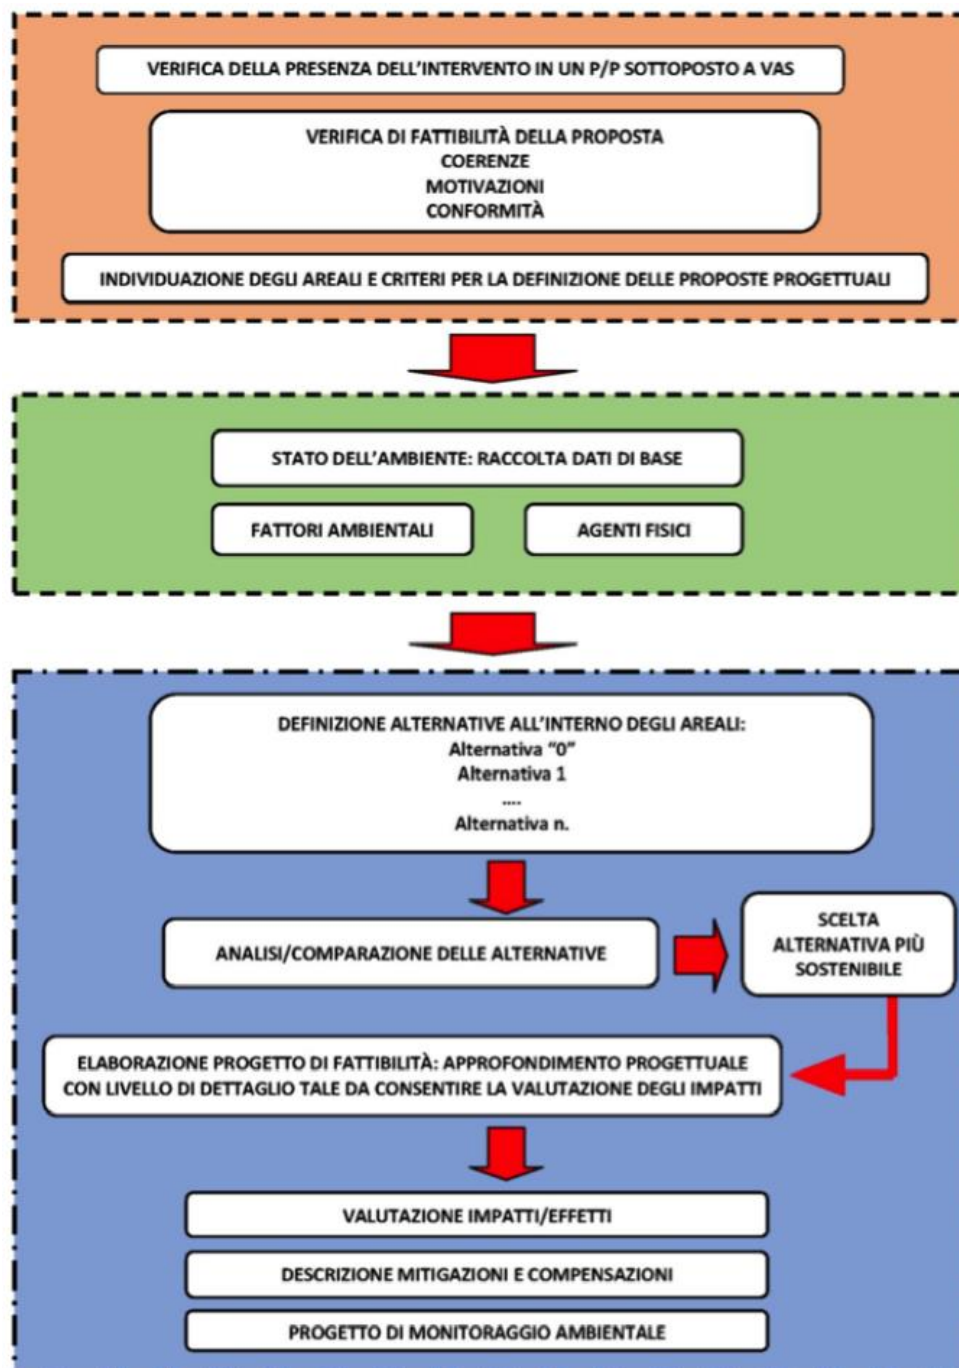 VERIFICA DELLA PRESENZA DELL'INTERVENTO IN UN P/P SOTTOPOSTO A VAS
VERIFICA DI FATTIBILITÀ DELLA PROPOSTA
COERENZE
MOTIVAZIONI
CONFORMITÀ
INDIVIDUAZIONE DEGLI AREALI E CRITERI PER LA DEFINIZIONE DELLE PROPOSTE PROGETTUALI
STATO DELL'AMBIENTE: RACCOLTA DATI DI BASE
FATTORI AMBIENTALI
AGENTI FISICI
DEFINIZIONE ALTERNATIVE ALL'INTERNO DEGLI AREALI:
Alternativa "0"
Alternativa 1
....
Alternativa n.
ANALISI/COMPARAZIONE DELLE ALTERNATIVE
SCELTA
ALTERNATIVA PIÙ
SOSTENIBILE
ELABORAZIONE PROGETTO DI FATTIBILITÀ: APPROFONDIMENTO PROGETTUALE
CON LIVELLO DI DETTAGLIO TALE DA CONSENTIRE LA VALUTAZIONE DEGLI IMPATTI
VALUTAZIONE IMPATTI/EFFETTI
DESCRIZIONE MITIGAZIONI E COMPENSAZIONI
PROGETTO DI MONITORAGGIO AMBIENTALE